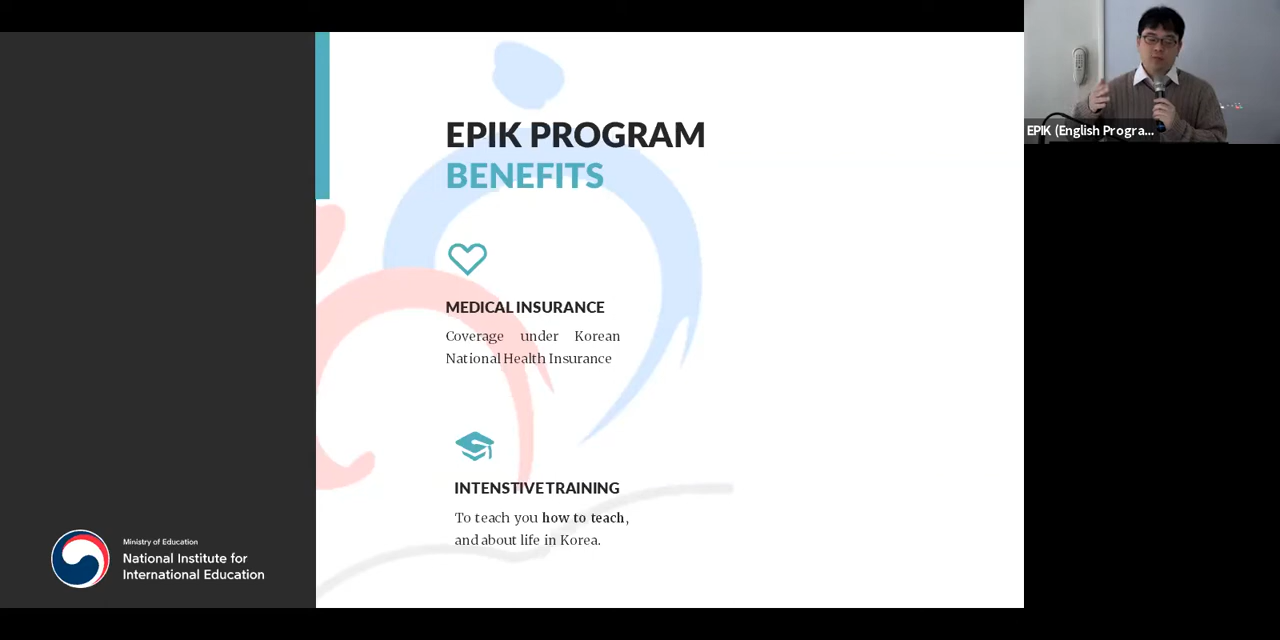 EPIK PROGRAM
BENEFITS
MEDICAL INSURANCE
Coverage under Korean
National Health Insurance
INTENSTIVE TRAINING
To teach you how to teach,
and about life in Korea.
Ministry of Education
National Institute for
International Education
EPIK (English Progra...